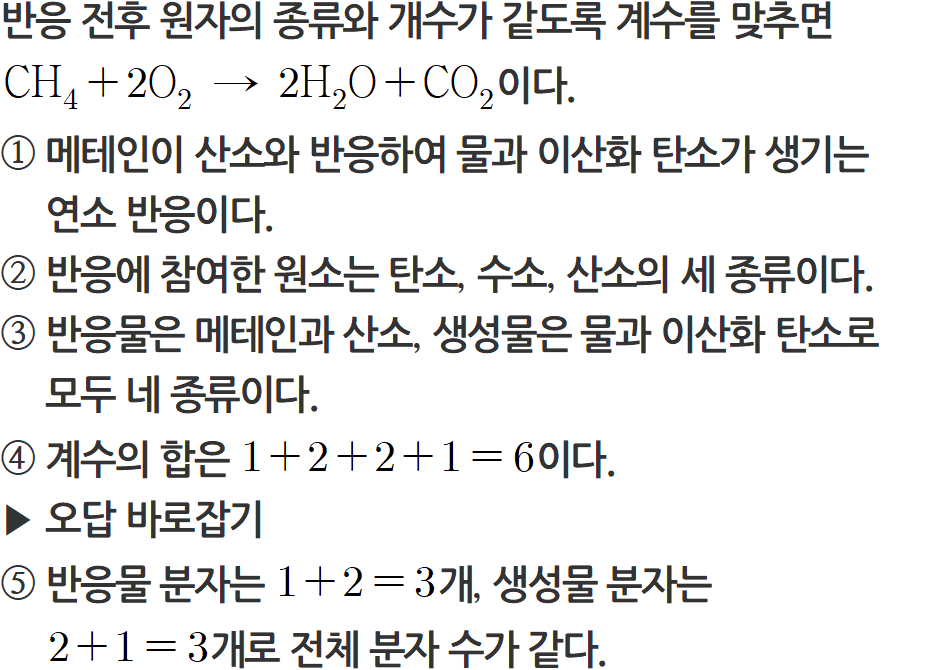 반응 전후 원자의 종류와 개수가 같도록 계수를 맞추면
CH₄ + 2O₂ → 2H₂O + CO₂이다.
① 메테인이 산소와 반응하여 물과 이산화 탄소가 생기는
연소 반응이다.
② 반응에 참여한 원소는 탄소, 수소, 산소의 세 종류이다.
③ 반응물은 메테인과 산소, 생성물은 물과 이산화 탄소로
모두 네 종류이다.
④ 계수의 합은 1+2+2+1=6이다.
▶ 오답 바로잡기
⑤ 반응물 분자는 1+2=3개, 생성물 분자는
2+1=3개로 전체 분자 수가 같다.